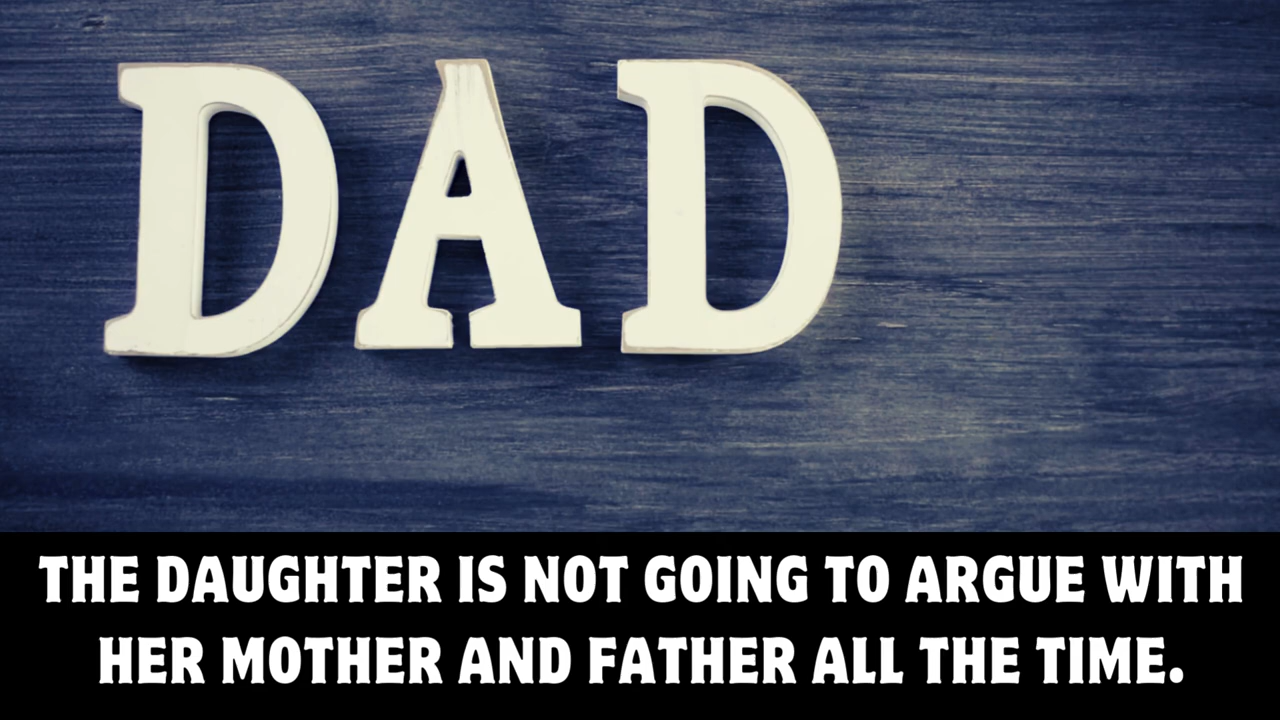 DAD
THE DAUGHTER IS NOT GOING TO ARGUE WITH
HER MOTHER AND FATHER ALL THE TIME.